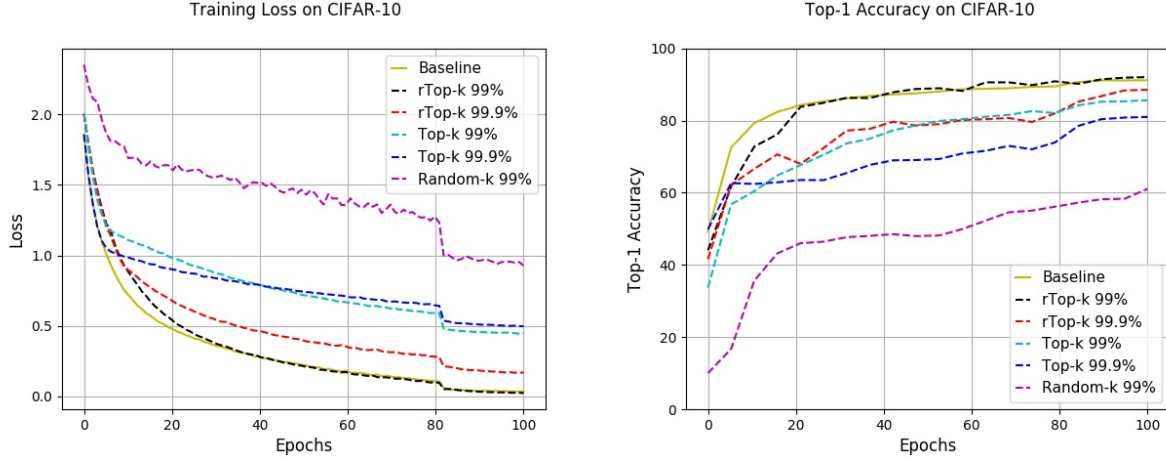 Training Loss on CIFAR-10
Loss
2.0
1.5
1.0
0.5
0.0
0 20 40 60 80 100
Epochs
Baseline
rTop-k 99%
rTop-k 99.9%
Top-k 99%
Top-k 99.9%
Random-k 99%
Top-1 Accuracy on CIFAR-10
Top-1 Accuracy
100
80
60
40
20
0
0 20 40 60 80 100
Epochs
Baseline
rTop-k 99%
rTop-k 99.9%
Top-k 99%
Top-k 99.9%
Random-k 99%